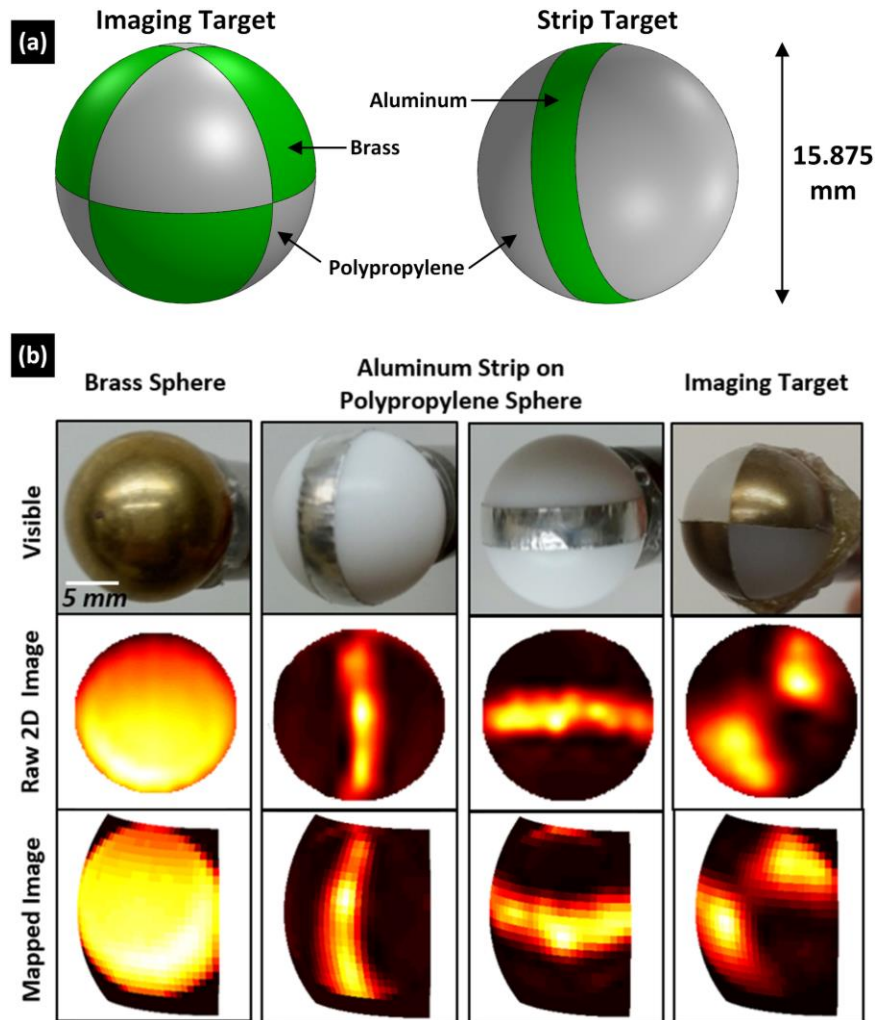 Imaging Target
Strip Target
(a)
Aluminum
Brass
15.875
mm
Polypropylene
(b)
Brass Sphere
Aluminum Strip on
Polypropylene Sphere
Imaging Target
Visible
5 mm
Raw 2D Image
Mapped Image